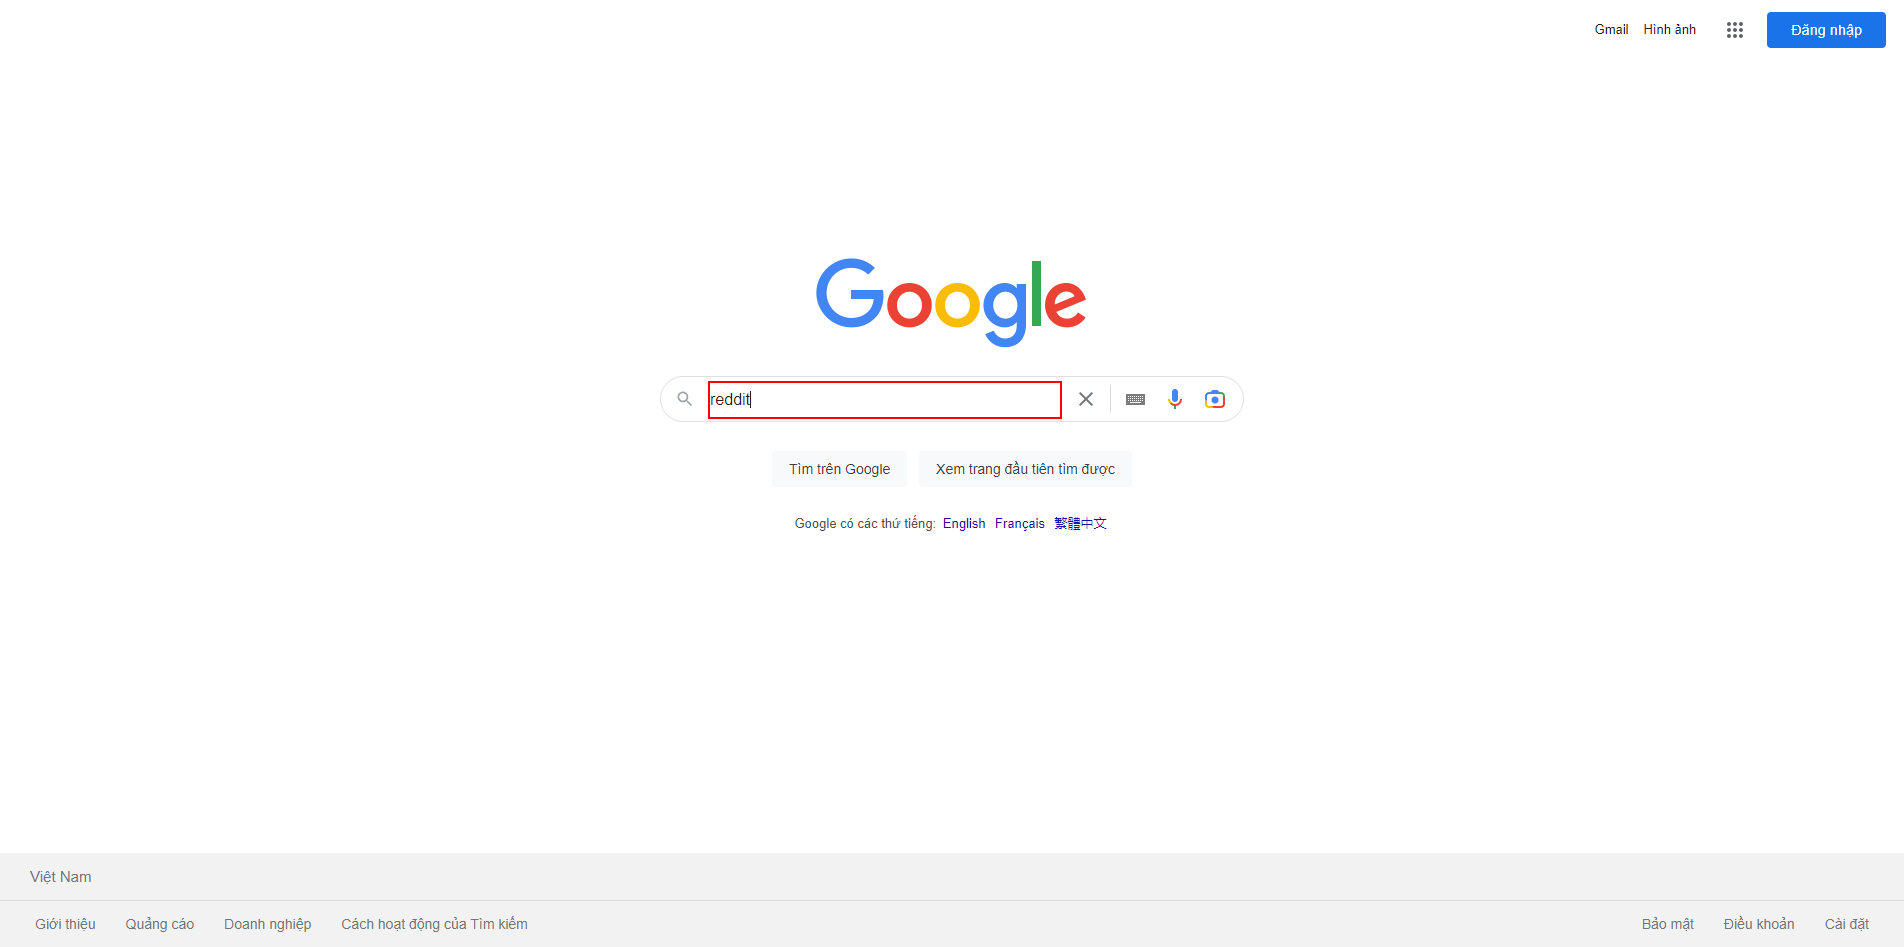 Gmail Hình ảnh Đăng nhập
Google
reddit
Tìm trên Google Xem trang đầu tiên tìm được
Google có các thứ tiếng: English Français 繁體中文
Việt Nam
Giới thiệu Quảng cáo Doanh nghiệp Cách hoạt động của Tìm kiếm Bảo mật Điều khoản Cài đặt